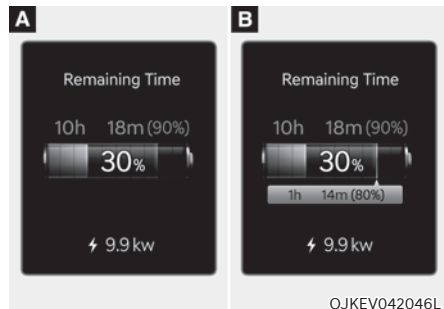 A
Remaining Time
10h 18m (90%)
30%
9.9 kw
B
Remaining Time
10h 18m (90%)
30%
1h 14m (80%)
9.9 kw
OJKEV042046L